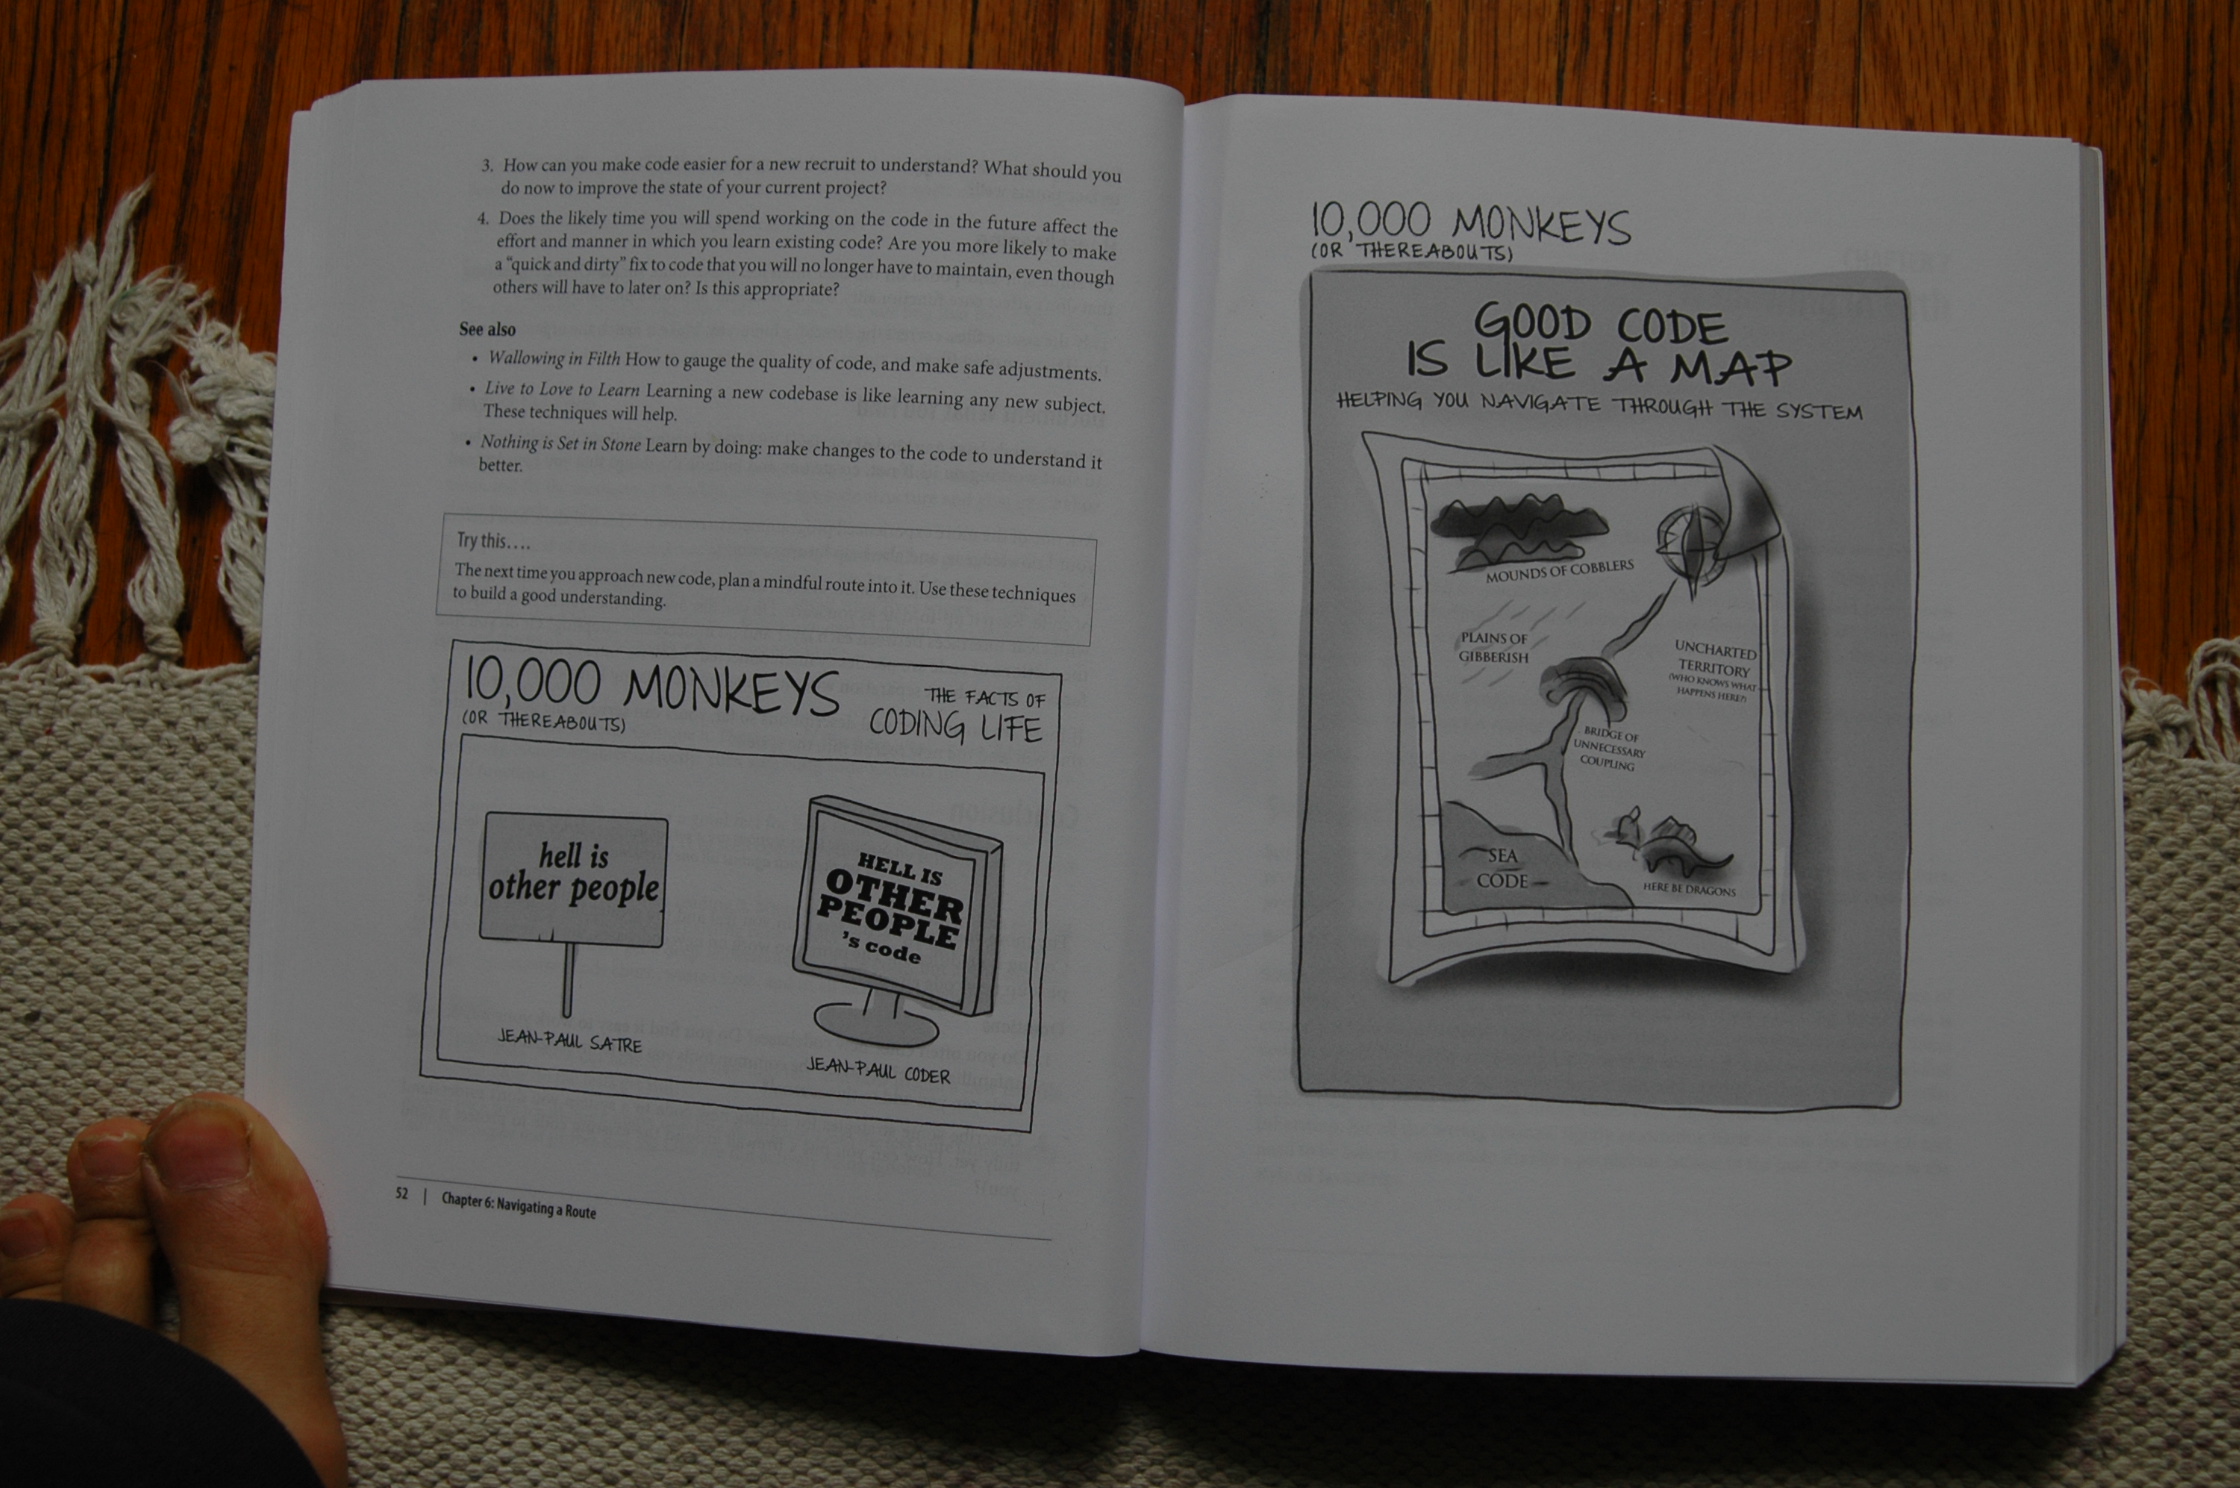 3. How can you make code easier for a new recruit to understand? What should you
do now to improve the state of your current project?
4. Does the likely time you will spend working on the code in the future affect the
effort and manner in which you learn existing code? Are you more likely to make
a “quick and dirty” fix to code that you will no longer have to maintain, even though
others will have to later on? Is this appropriate?
See also
• Wallowing in Filth How to gauge the quality of code, and make safe adjustments.
• Live to Love to Learn Learning a new codebase is like learning any new subject.
These techniques will help.
• Nothing is Set in Stone Learn by doing: make changes to the code to understand it
better.
Try this....
The next time you approach new code, plan a mindful route into it. Use these techniques
to build a good understanding.
10,000 MONKEYS
(OR THEREABOUTS)
THE FACTS OF
CODING LIFE
hell is
other people
JEAN-PAUL SATRE
HELL IS
OTHER
PEOPLE
's code
JEAN-PAUL CODER
52 | Chapter 6: Navigating a Route
10,000 MONKEYS
(OR THEREABOUTS)
GOOD CODE
IS LIKE A MAP
HELPING YOU NAVIGATE THROUGH THE SYSTEM
MOUNDS OF COBBLERS
PLAINS OF
GIBBERISH
UNCHARTED
TERRITORY
(WHO KNOWS WHAT
HAPPENS HERE?)
BRIDGE OF
UNNECESSARY
COUPLING
SEA
CODE
HERE BE DRAGONS